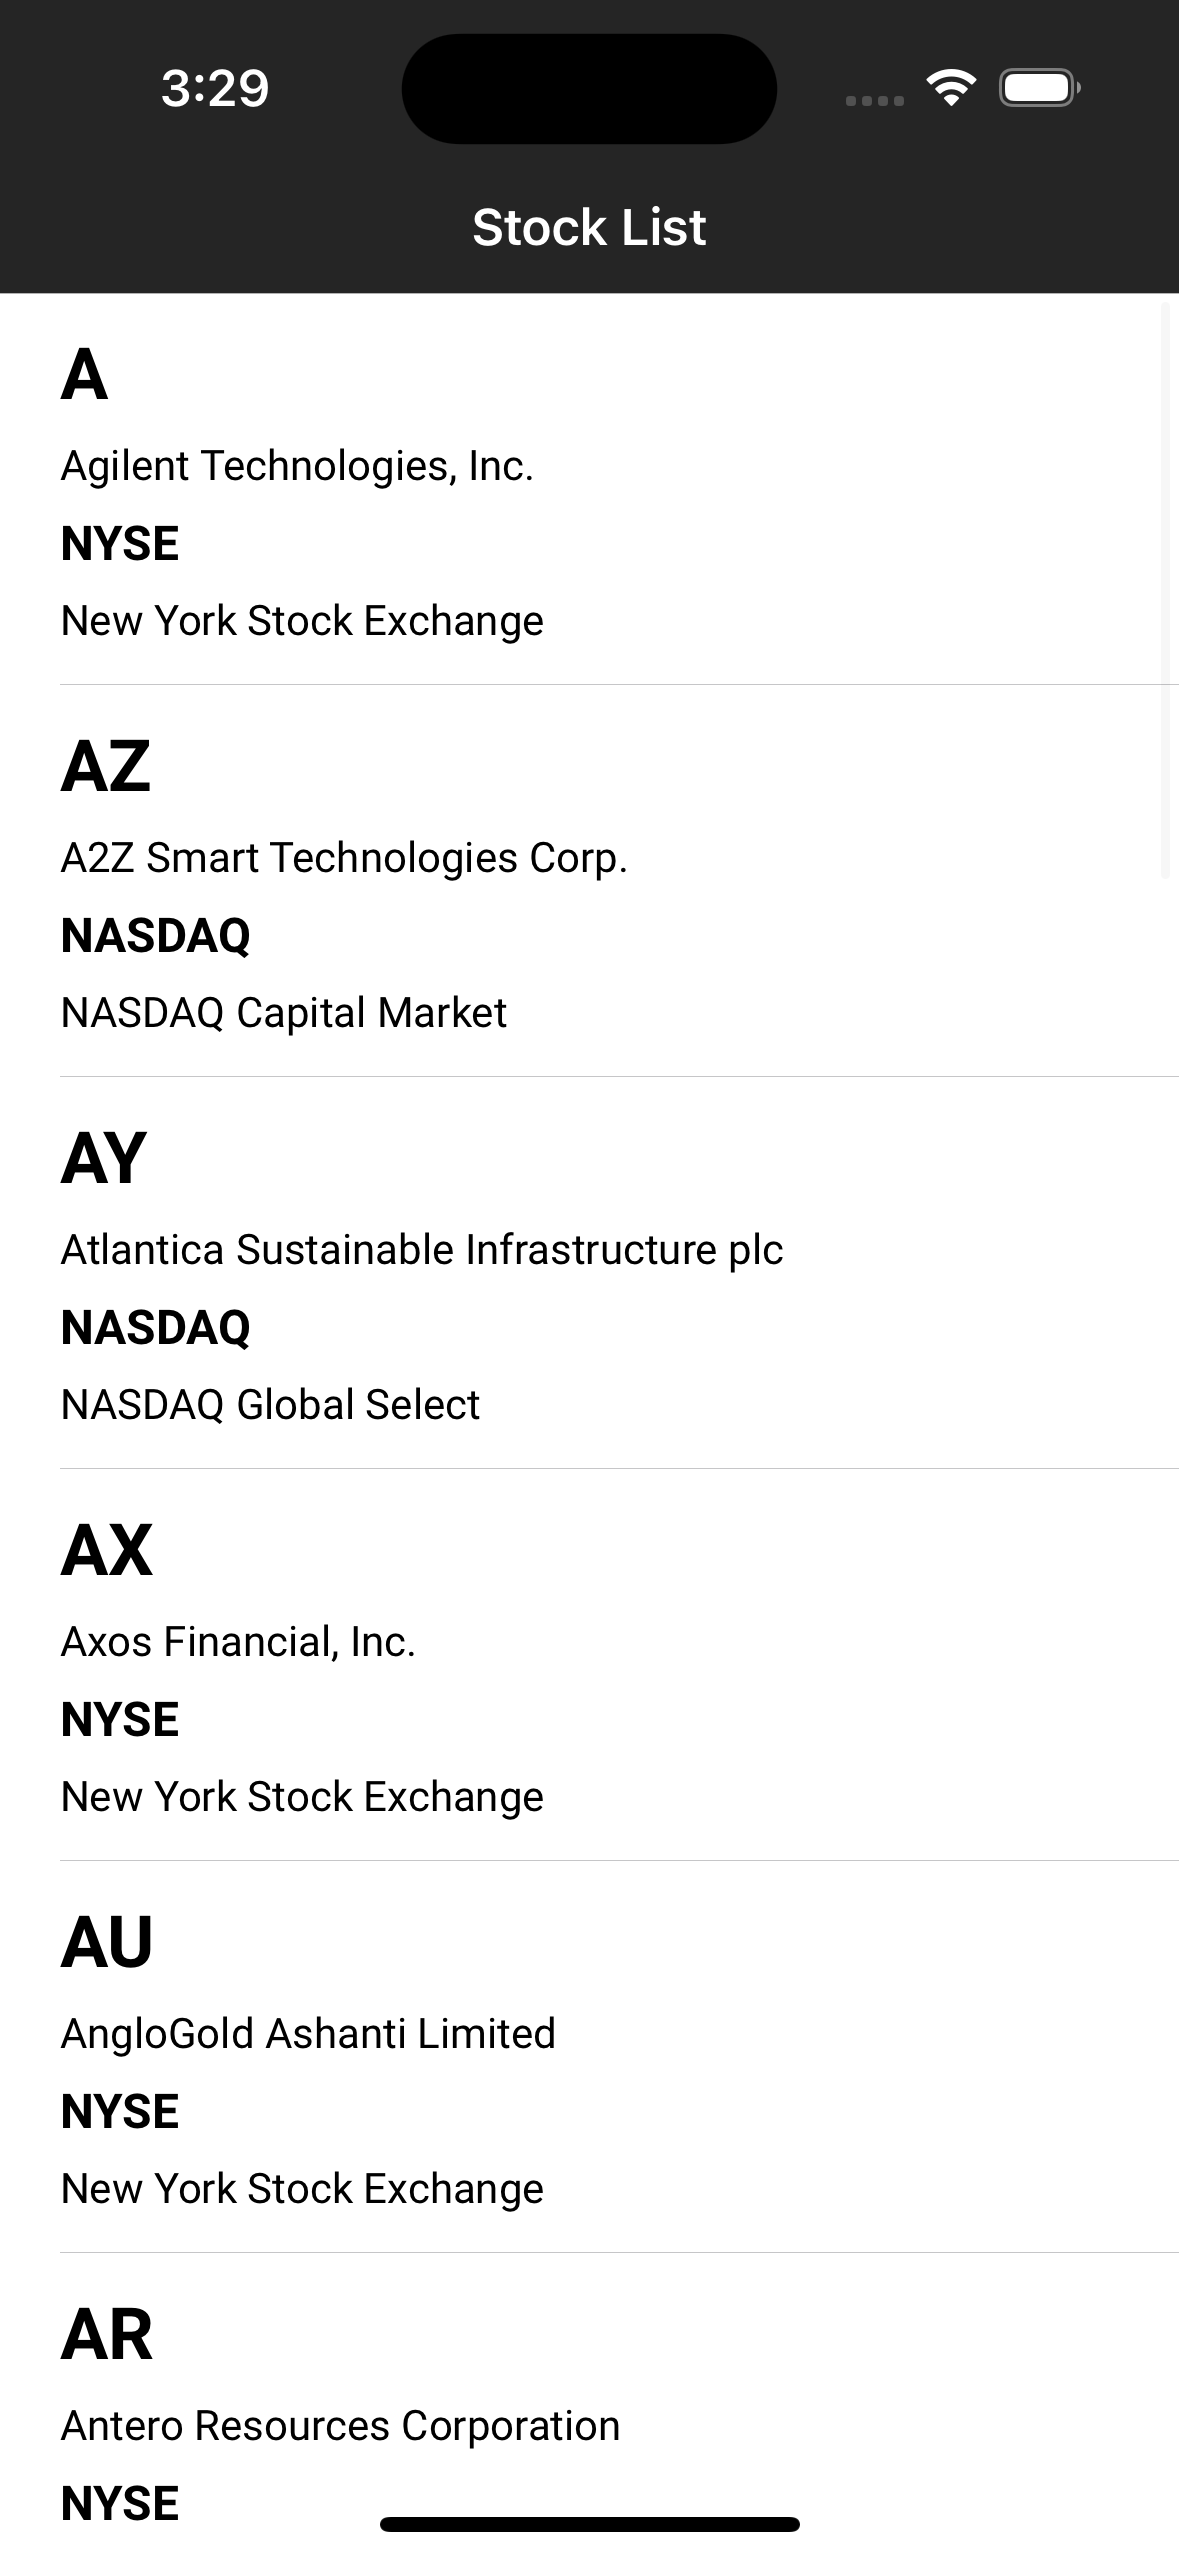 3:29
Stock List
A
Agilent Technologies, Inc.
NYSE
New York Stock Exchange
AZ
A2Z Smart Technologies Corp.
NASDAQ
NASDAQ Capital Market
AY
Atlantica Sustainable Infrastructure plc
NASDAQ
NASDAQ Global Select
AX
Axos Financial, Inc.
NYSE
New York Stock Exchange
AU
AngloGold Ashanti Limited
NYSE
New York Stock Exchange
AR
Antero Resources Corporation
NYSE